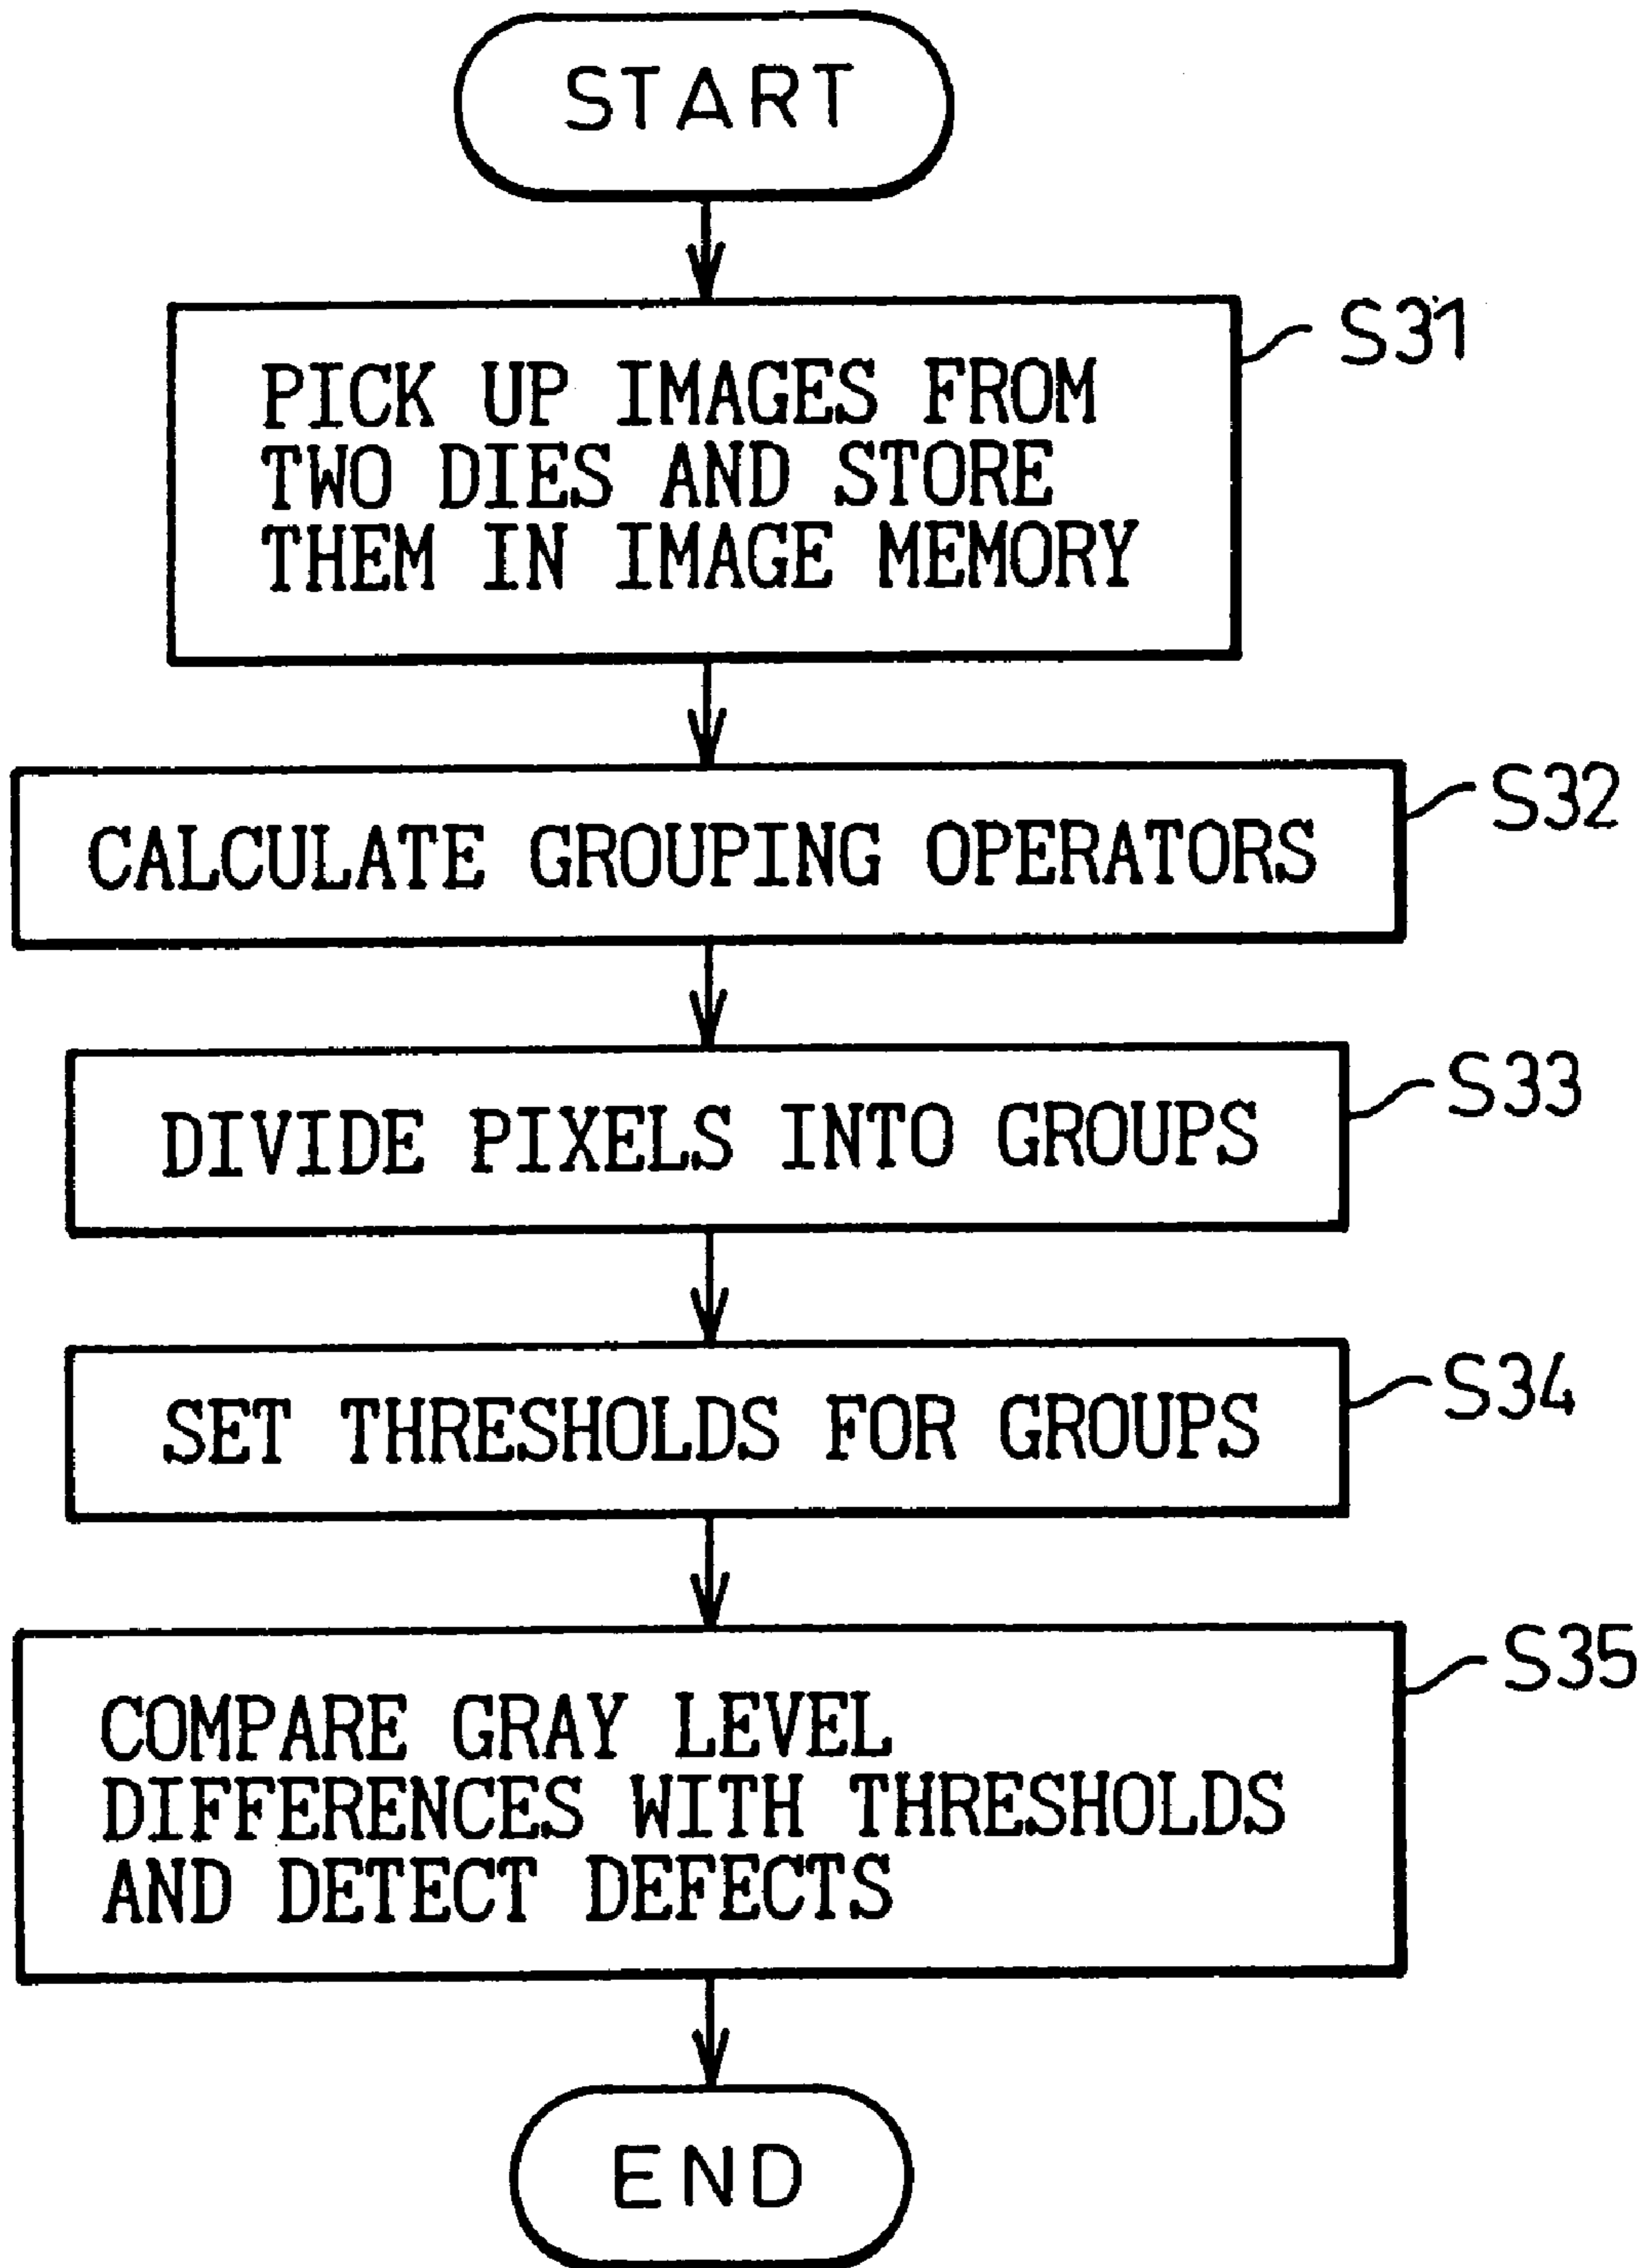 START
S31
PICK UP IMAGES FROM
TWO DIES AND STORE
THEM IN IMAGE MEMORY
S32
CALCULATE GROUPING OPERATORS
S33
DIVIDE PIXELS INTO GROUPS
S34
SET THRESHOLDS FOR GROUPS
S35
COMPARE GRAY LEVEL
DIFFERENCES WITH THRESHOLDS
AND DETECT DEFECTS
END